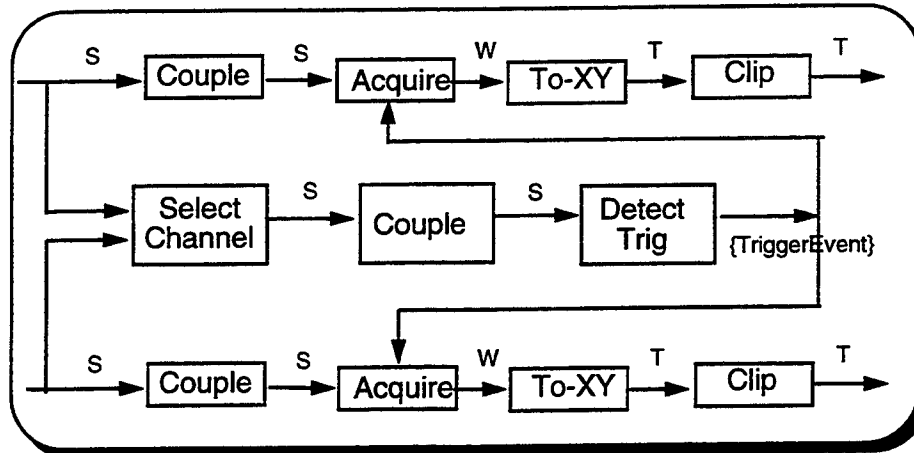 S S W T T
Couple Acquire To-XY Clip
S S
Select Channel
Couple
Detect Trig
{TriggerEvent}
S S W T T
Couple Acquire To-XY Clip